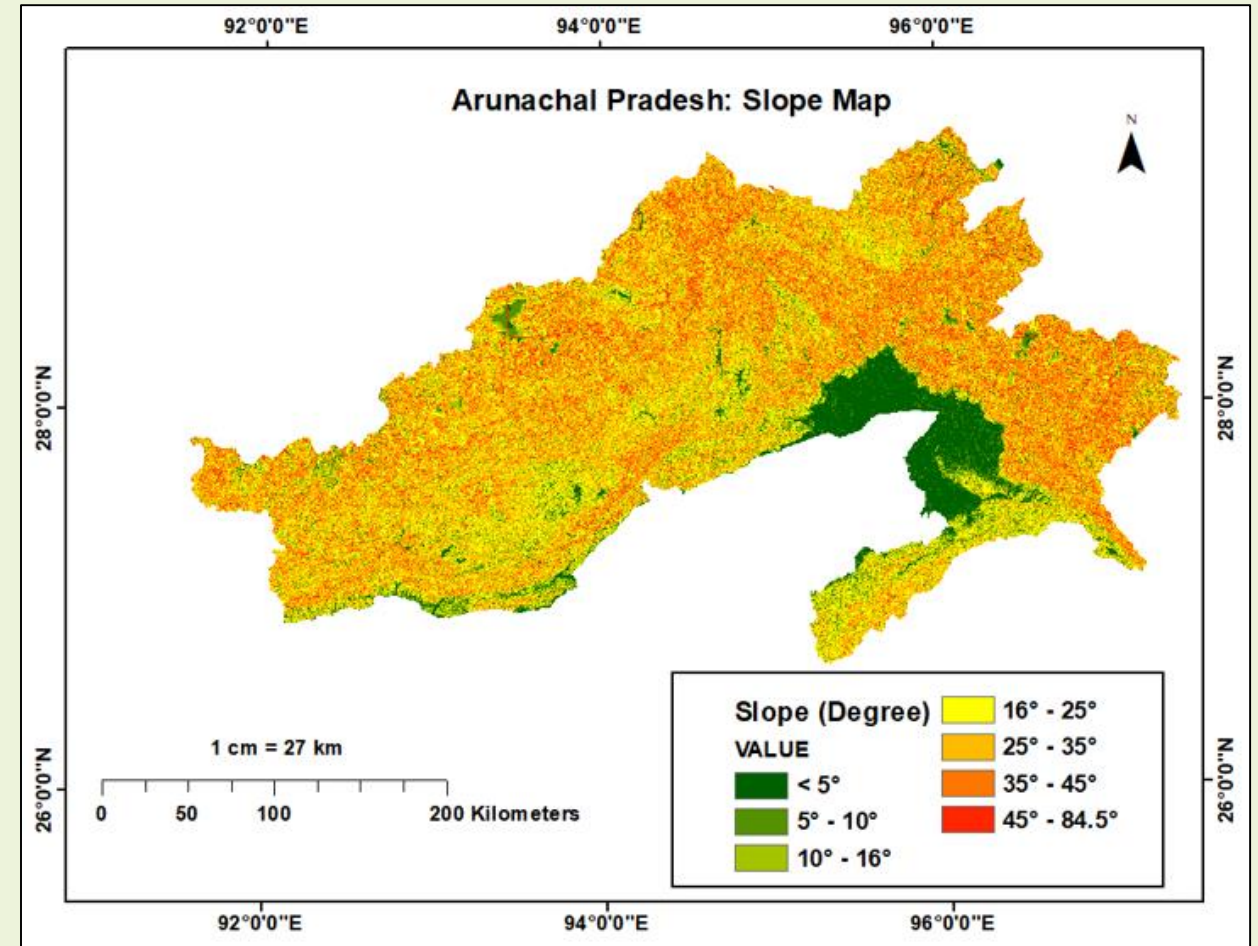 92°0'0"E 94°0'0"E 96°0'0"E
Arunachal Pradesh: Slope Map
N
28°0'0"N 28°0'0"N
Slope (Degree)
VALUE
< 5°
5° - 10°
10° - 16°
16° - 25°
25° - 35°
35° - 45°
45° - 84.5°
1 cm = 27 km
0 50 100 200 Kilometers
26°0'0"N 26°0'0"N
92°0'0"E 94°0'0"E 96°0'0"E